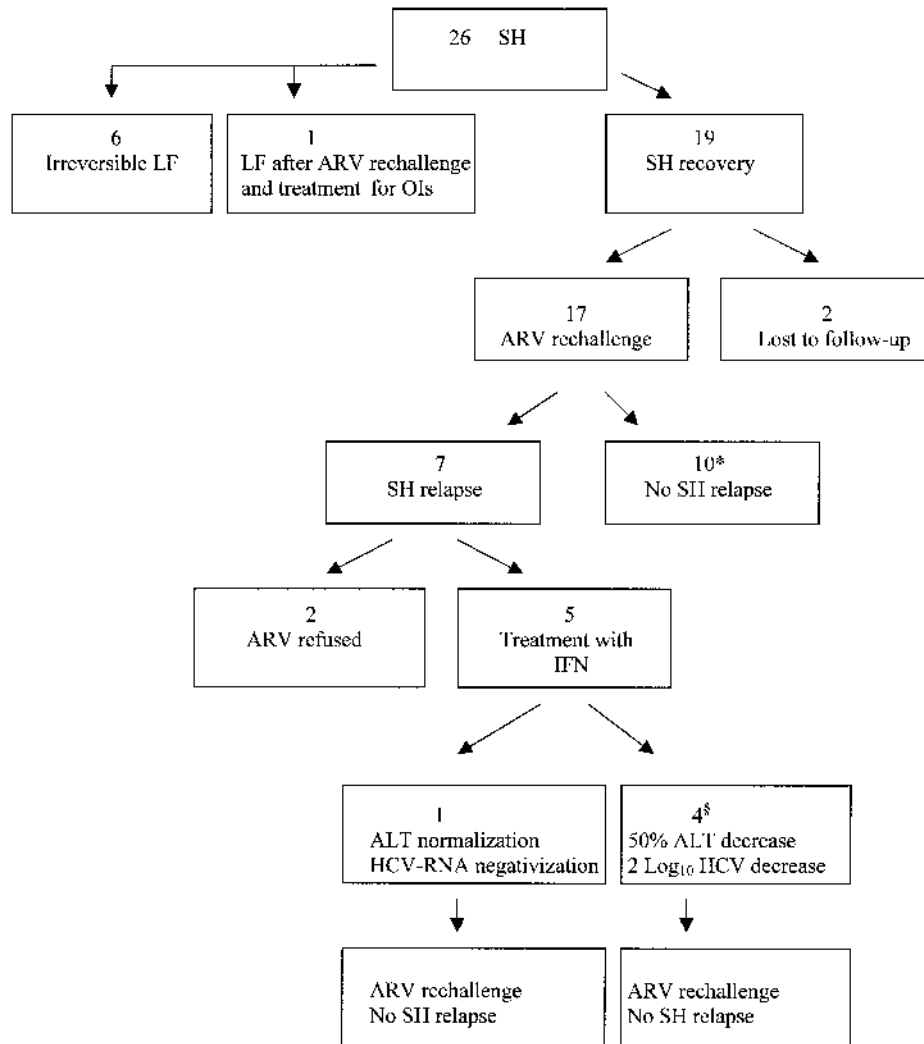 26 SH
6
Irreversible LF
1
LF after ARV rechallenge
and treatment for OIs
19
SH recovery
17
ARV rechallenge
2
Lost to follow-up
7
SH relapse
10*
No SH relapse
2
ARV refused
5
Treatment with
IFN
1
ALT normalization
HCV-RNA negativization
4§
50% ALT decrease
2 Log₁₀ HCV decrease
ARV rechallenge
No SH relapse
ARV rechallenge
No SH relapse